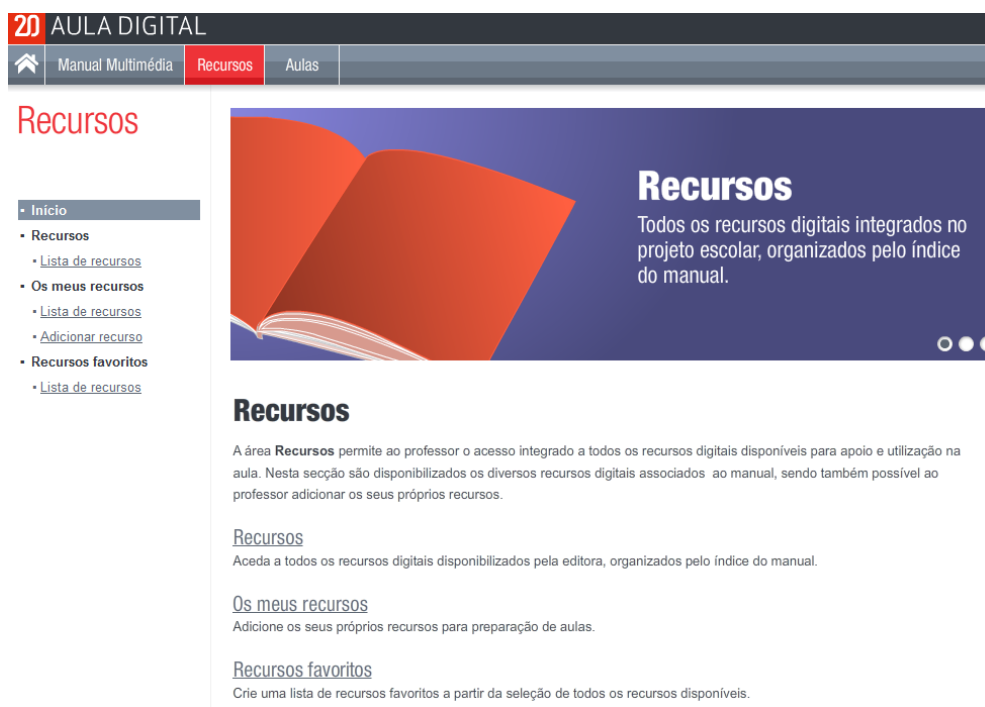 20 AULA DIGITAL
Manual Multimédia Recursos Aulas
Recursos
Início
Recursos
Lista de recursos
Os meus recursos
Lista de recursos
Adicionar recurso
Recursos favoritos
Lista de recursos
Recursos
Todos os recursos digitais integrados no
projeto escolar, organizados pelo índice
do manual.
Recursos
A área Recursos permite ao professor o acesso integrado a todos os recursos digitais disponíveis para apoio e utilização na
aula. Nesta secção são disponibilizados os diversos recursos digitais associados ao manual, sendo também possível ao
professor adicionar os seus próprios recursos.
Recursos
Aceda a todos os recursos digitais disponibilizados pela editora, organizados pelo índice do manual.
Os meus recursos
Adicione os seus próprios recursos para preparação de aulas.
Recursos favoritos
Crie uma lista de recursos favoritos a partir da seleção de todos os recursos disponíveis.